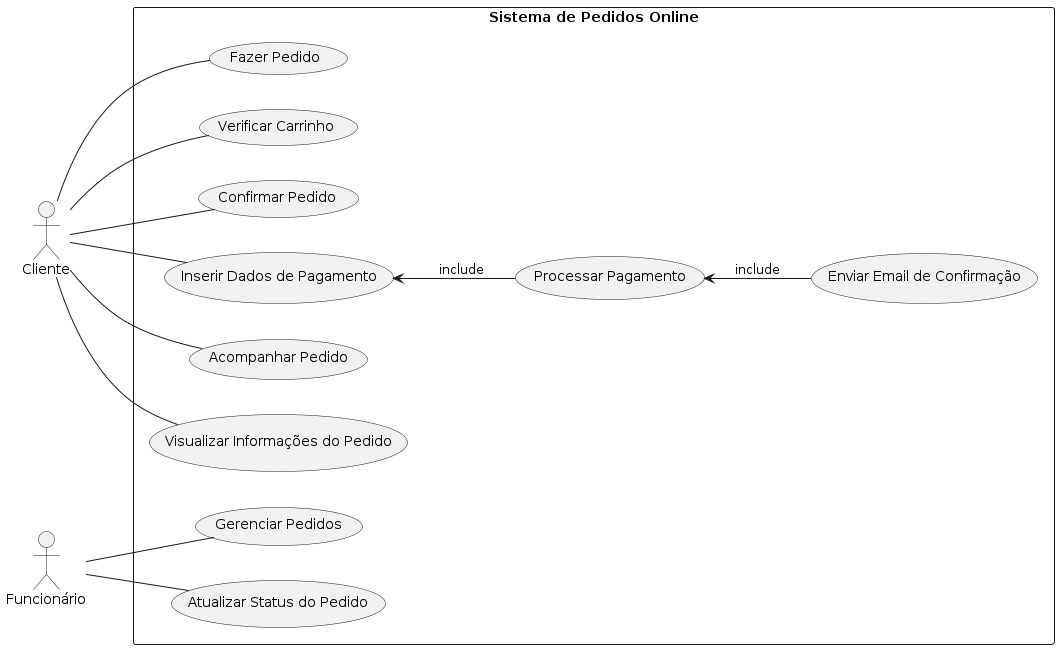 Sistema de Pedidos Online
Fazer Pedido
Verificar Carrinho
Confirmar Pedido
Cliente
Inserir Dados de Pagamento
include
Processar Pagamento
include
Enviar Email de Confirmação
Acompanhar Pedido
Visualizar Informações do Pedido
Gerenciar Pedidos
Funcionário
Atualizar Status do Pedido